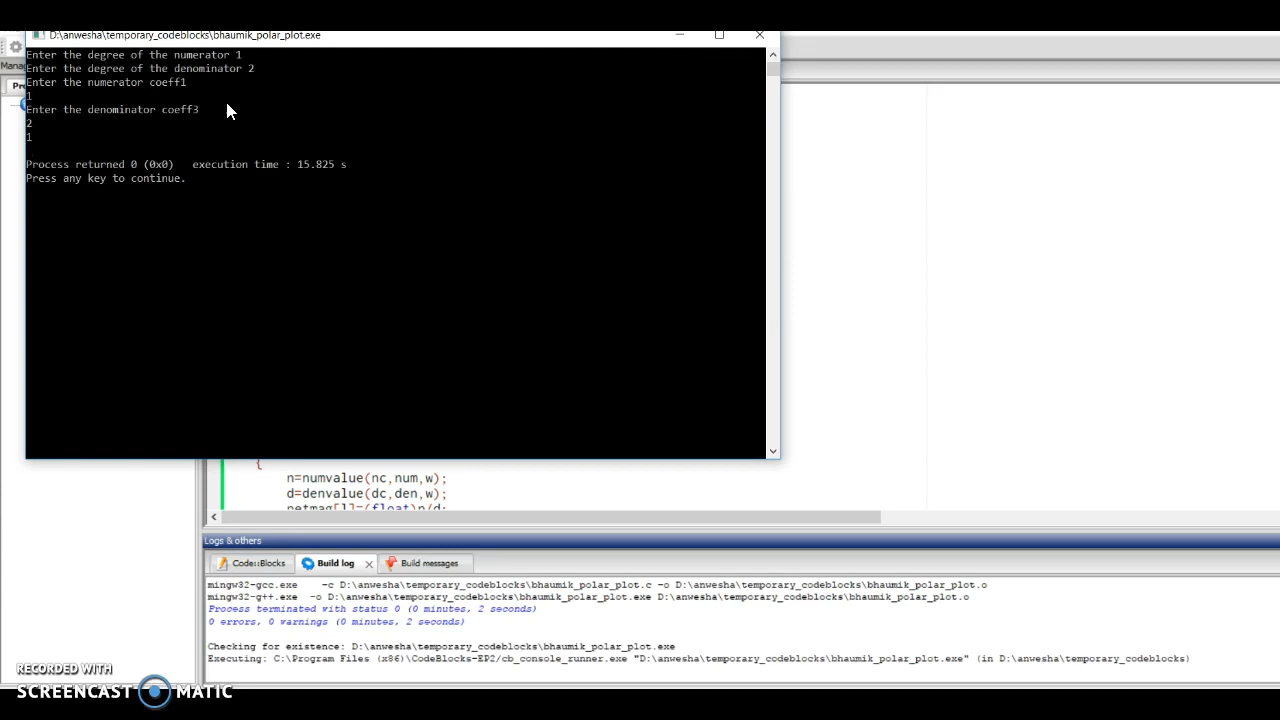 D:\anwesha\temporary_codeblocks\bhaumik_polar_plot.exe
Enter the degree of the numerator 1
Enter the degree of the denominator 2
Enter the numerator coeff1
1
Enter the denominator coeff3
2
1
Process returned 0 (0x0)   execution time : 15.825 s
Press any key to continue.
{
n=numvalue(nc,num,w);
d=denvalue(dc,den,w);
netmag[l]=(float)n/d;
Logs & others
Code::Blocks
Build log
Build messages
mingw32-gcc.exe    -c D:\anwesha\temporary_codeblocks\bhaumik_polar_plot.c -o D:\anwesha\temporary_codeblocks\bhaumik_polar_plot.o
mingw32-g++.exe  -o D:\anwesha\temporary_codeblocks\bhaumik_polar_plot.exe D:\anwesha\temporary_codeblocks\bhaumik_polar_plot.o
Process terminated with status 0 (0 minutes, 2 seconds)
0 errors, 0 warnings (0 minutes, 2 seconds)
Checking for existence: D:\anwesha\temporary_codeblocks\bhaumik_polar_plot.exe
Executing: C:\Program Files (x86)\CodeBlocks-EP2/cb_console_runner.exe "D:\anwesha\temporary_codeblocks\bhaumik_polar_plot.exe" (in D:\anwesha\temporary_codeblocks)
RECORDED WITH
SCREENCAST MATIC